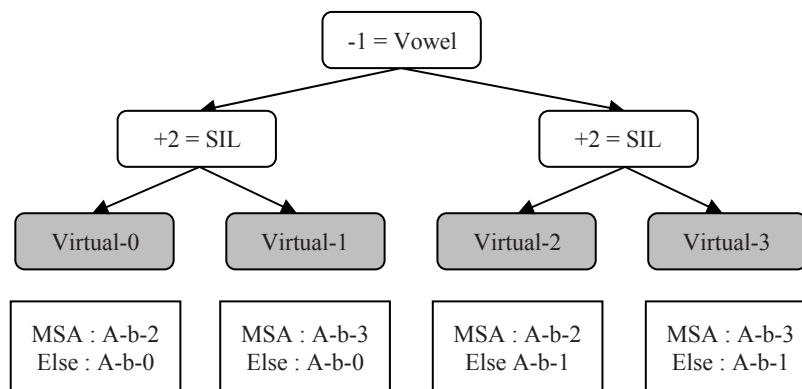 -1 = Vowel
+2 = SIL
+2 = SIL
Virtual-0
Virtual-1
Virtual-2
Virtual-3
MSA : A-b-2
Else : A-b-0
MSA : A-b-3
Else : A-b-0
MSA : A-b-2
Else A-b-1
MSA : A-b-3
Else : A-b-1